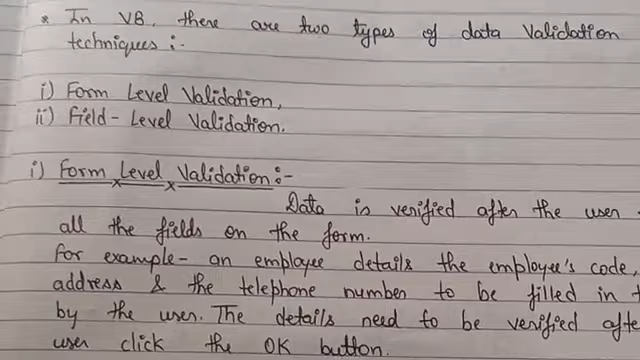 * In VB, there are two types of data Validation
techniques :-
i) Form Level Validation,
ii) Field-Level Validation.
i) Form Level Validation :-
Data is verified after the user
all the fields on the form.
For example - an employee details the employee's code,
address & the telephone number to be filled in
by the user. The details need to be verified
user click the OK button.